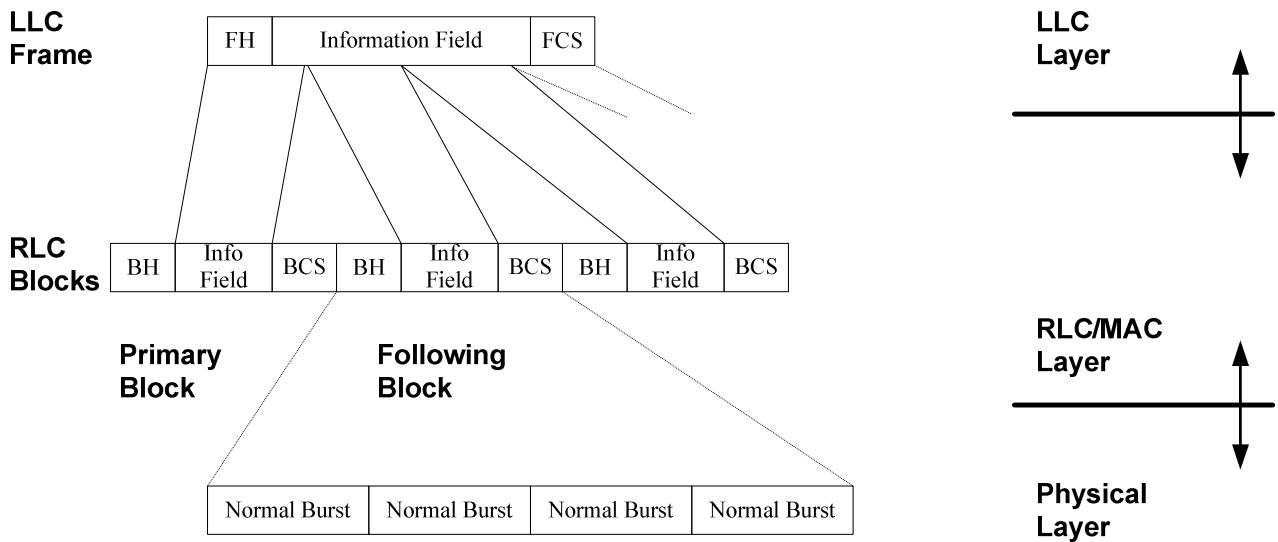 LLC
Frame
FH
Information Field
FCS
LLC
Layer
RLC
Blocks
BH
Info
Field
BCS
BH
Info
Field
BCS
BH
Info
Field
BCS
Primary
Block
Following
Block
RLC/MAC
Layer
Normal Burst
Normal Burst
Normal Burst
Normal Burst
Physical
Layer